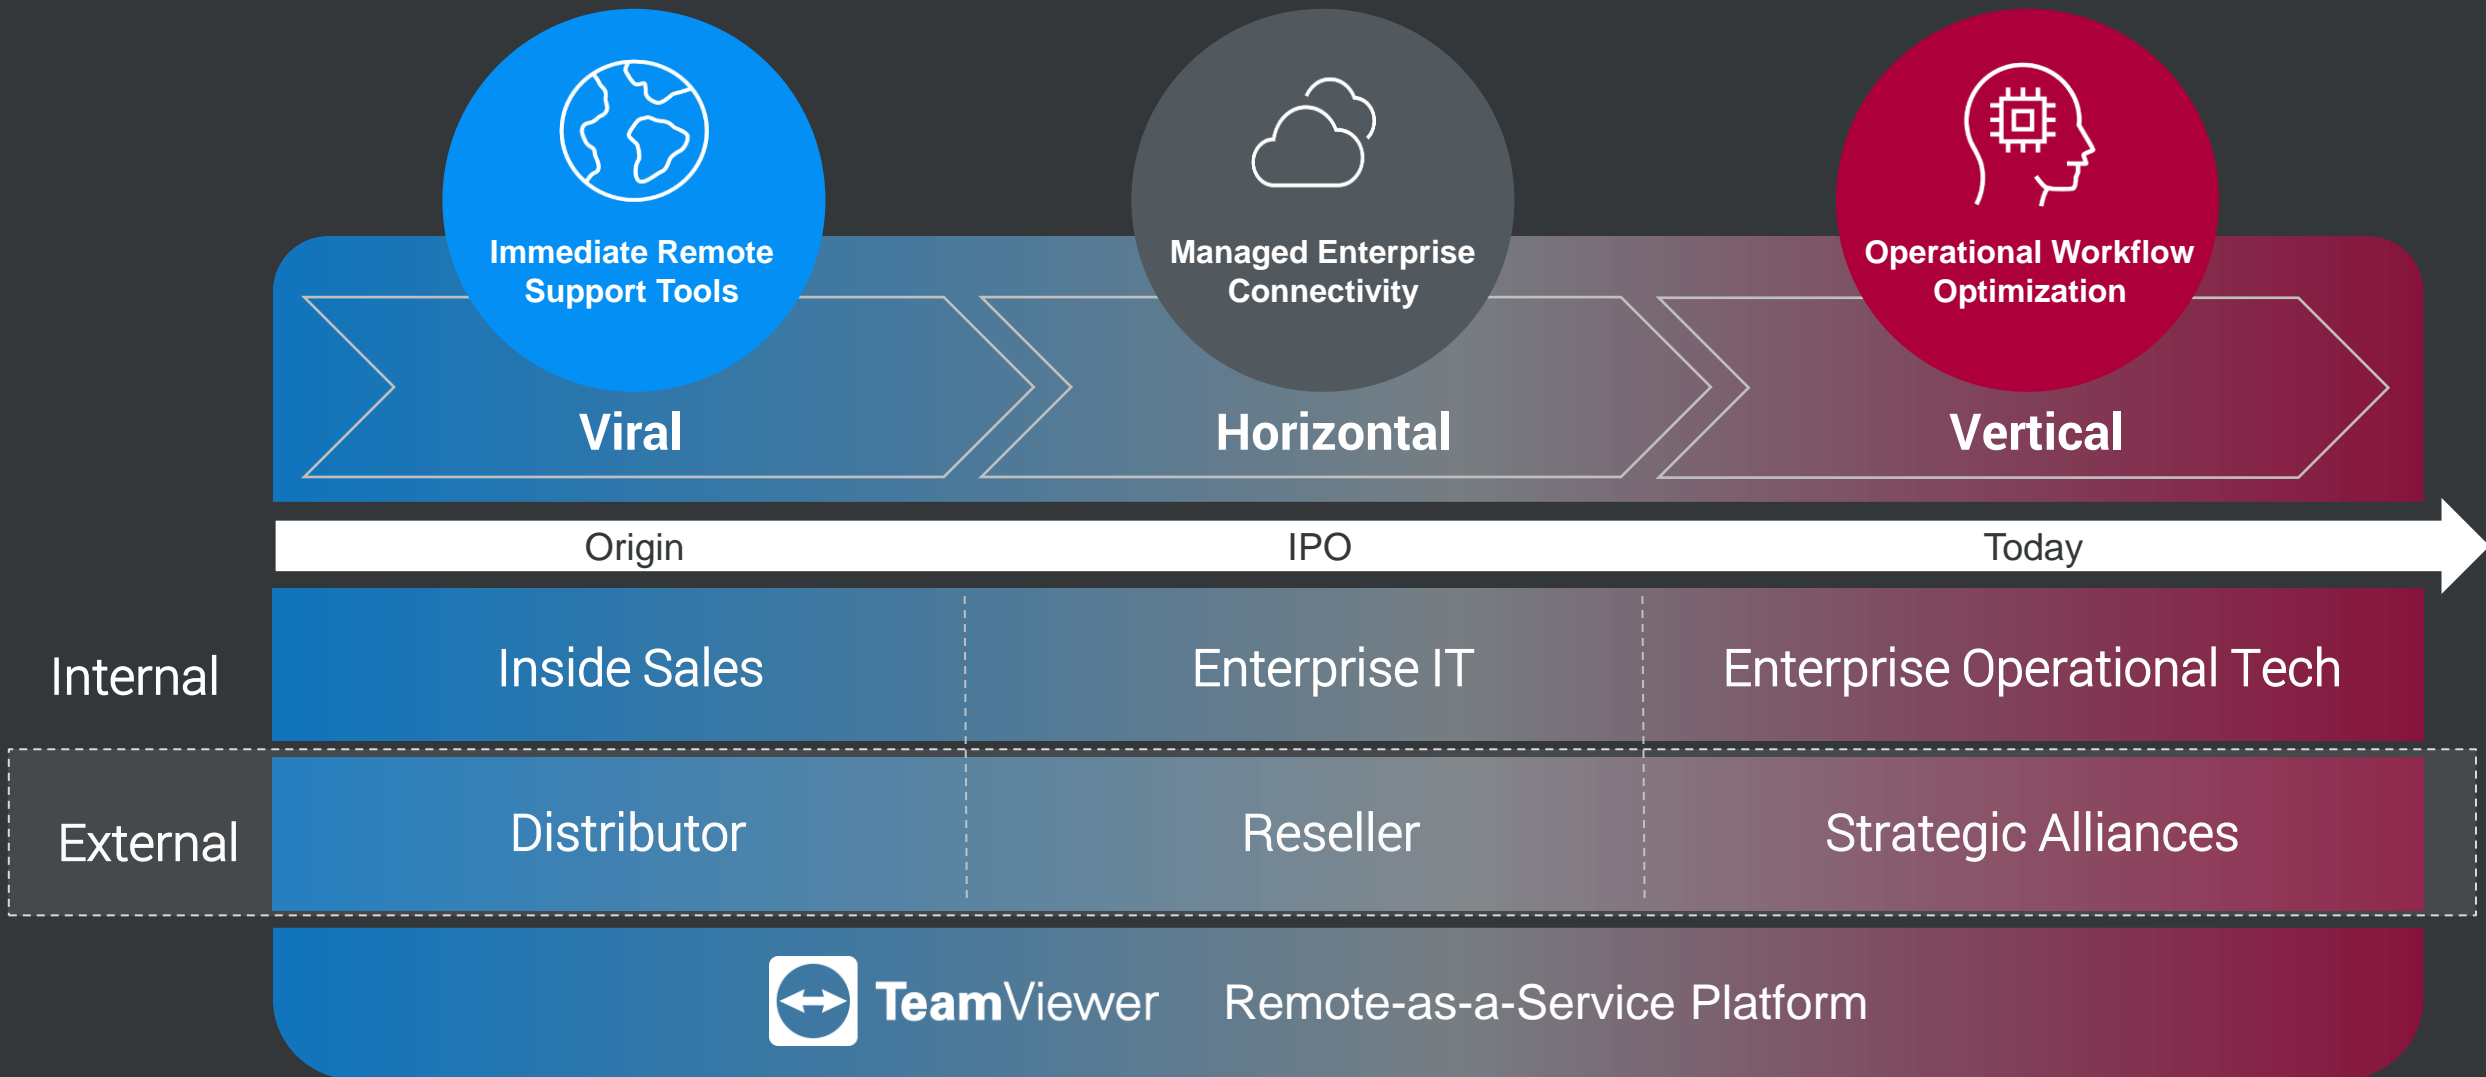 Immediate Remote
Support Tools
Managed Enterprise
Connectivity
Operational Workflow
Optimization
Viral
Horizontal
Vertical
Origin
IPO
Today
Internal
Inside Sales
Enterprise IT
Enterprise Operational Tech
External
Distributor
Reseller
Strategic Alliances
TeamViewer
Remote-as-a-Service Platform